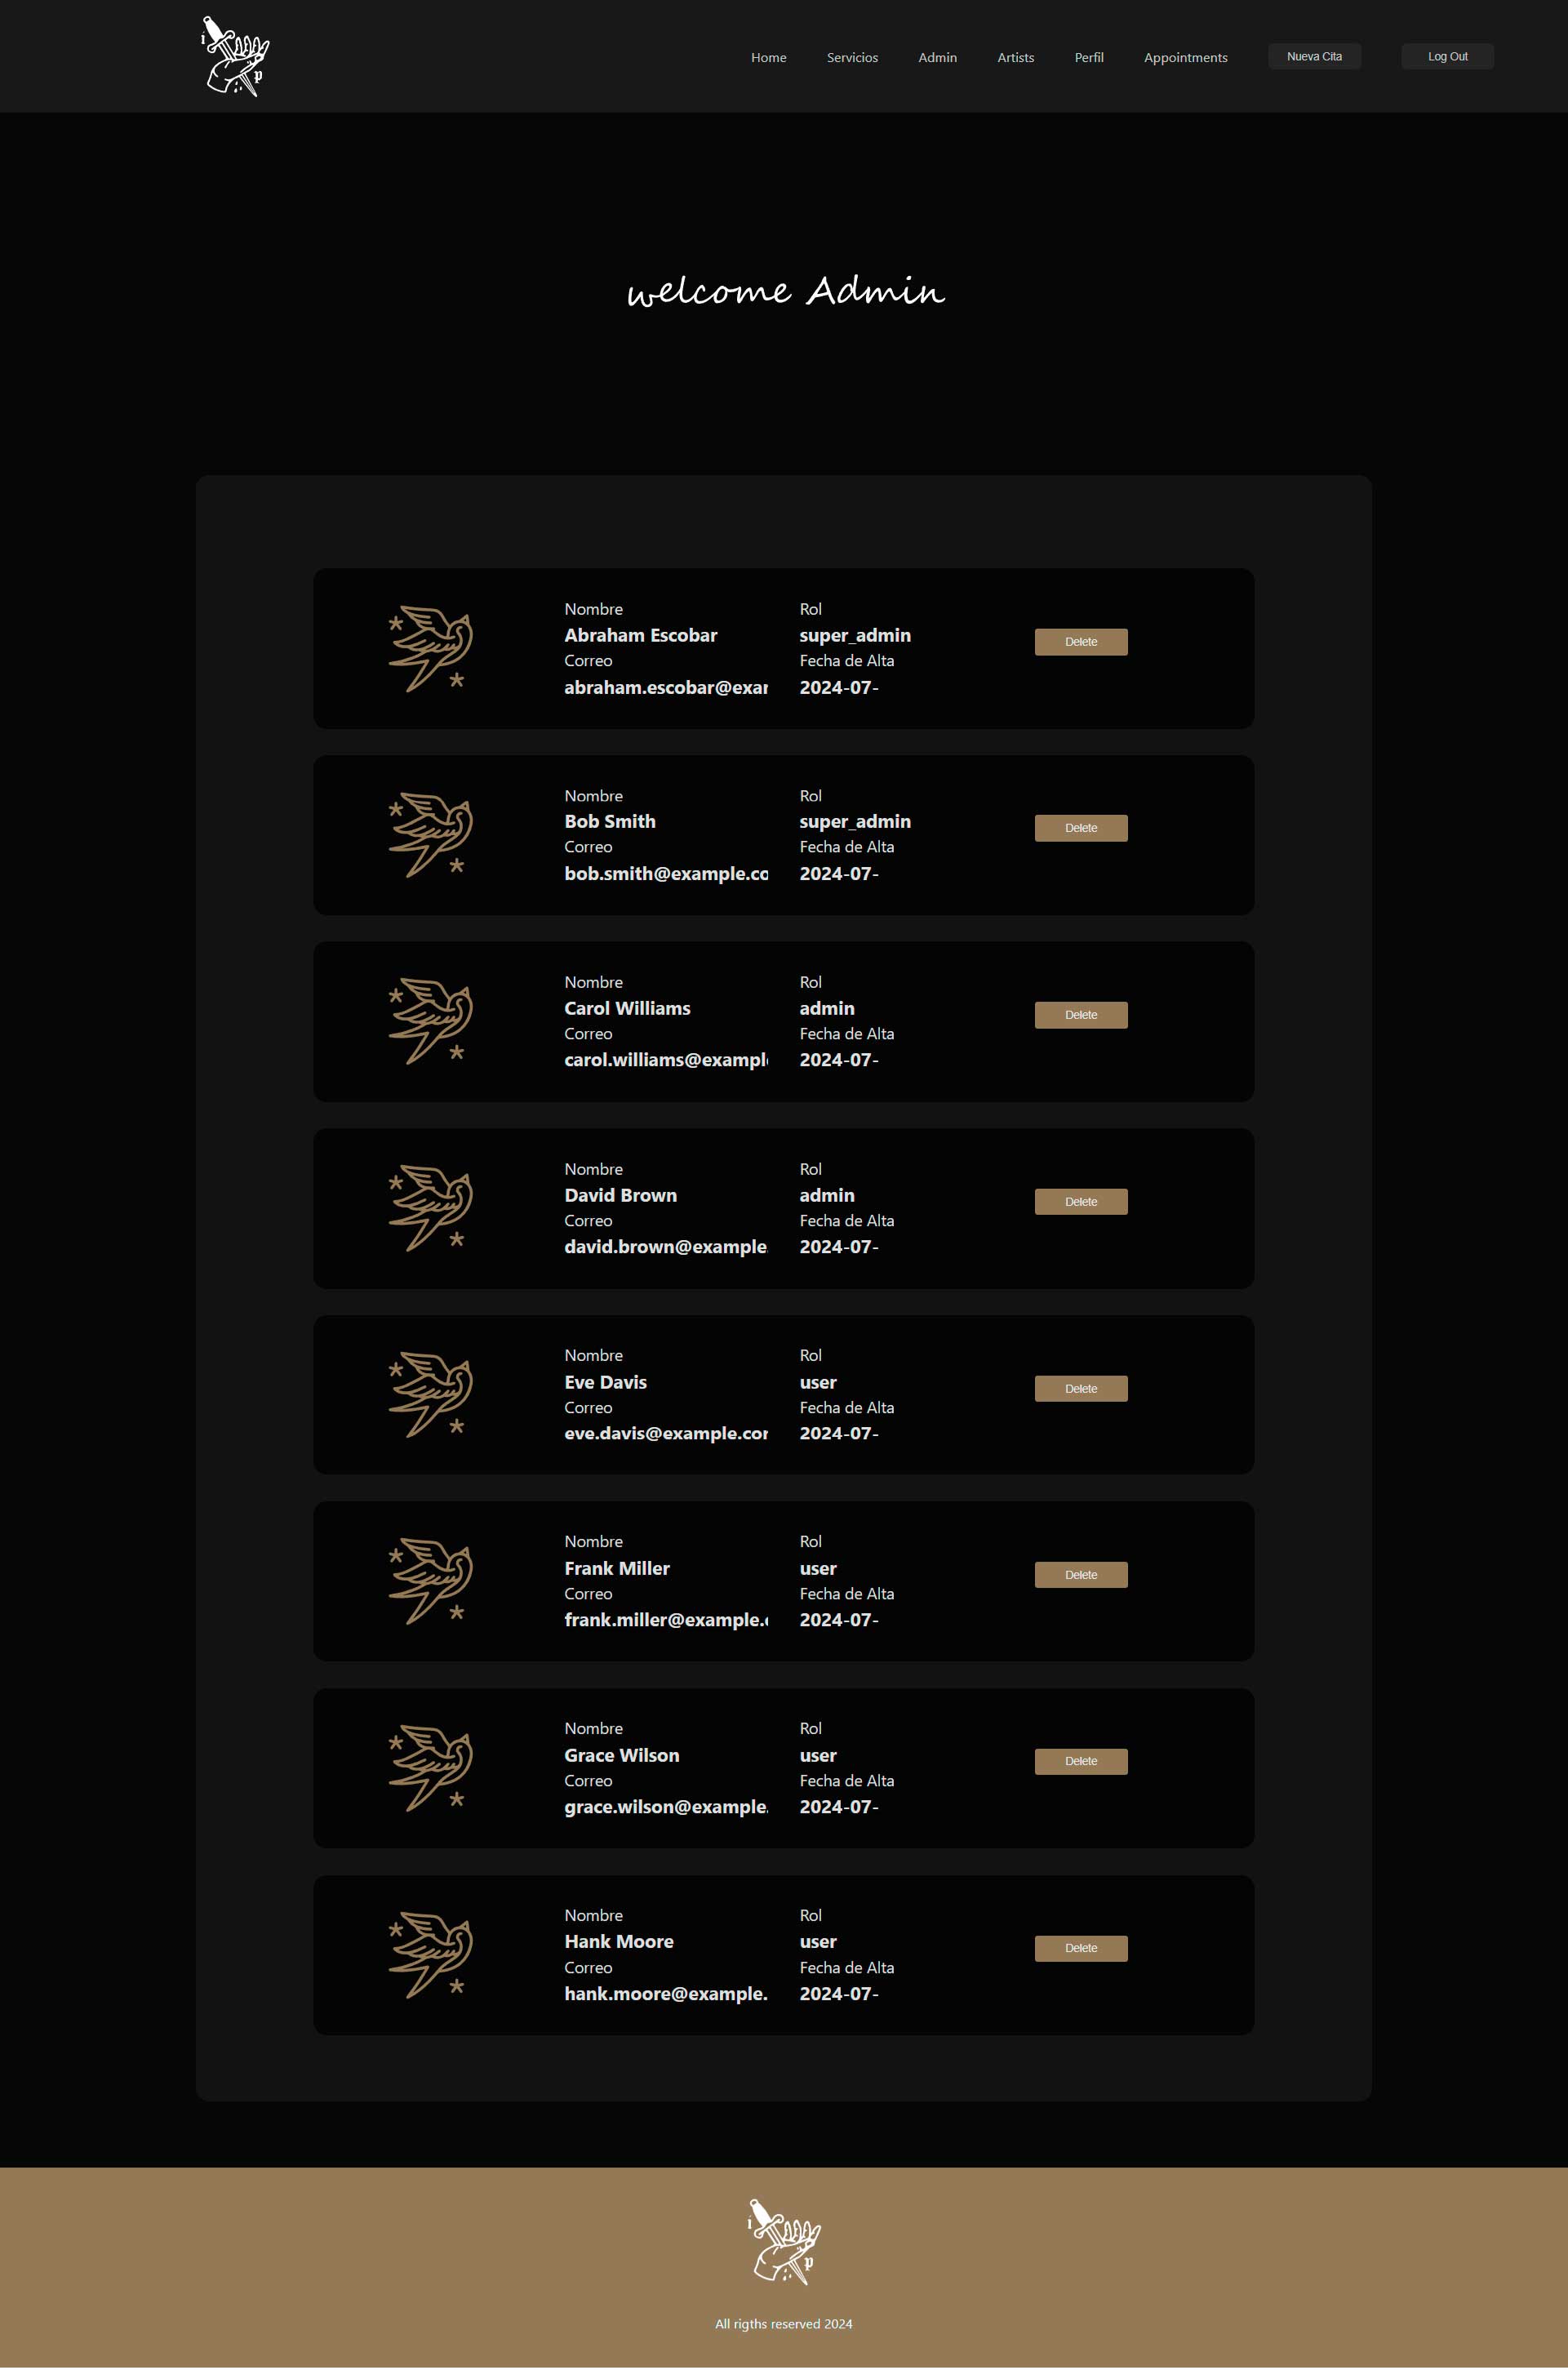 i
p
Home Servicios Admin Artists Perfil Appointments Nueva Cita Log Out
welcome Admin
Nombre Rol
Abraham Escobar super_admin Delete
Correo Fecha de Alta
abraham.escobar@exar 2024-07-
Nombre Rol
Bob Smith super_admin Delete
Correo Fecha de Alta
bob.smith@example.co 2024-07-
Nombre Rol
Carol Williams admin Delete
Correo Fecha de Alta
carol.williams@exampl 2024-07-
Nombre Rol
David Brown admin Delete
Correo Fecha de Alta
david.brown@example. 2024-07-
Nombre Rol
Eve Davis user Delete
Correo Fecha de Alta
eve.davis@example.cor 2024-07-
Nombre Rol
Frank Miller user Delete
Correo Fecha de Alta
frank.miller@example. 2024-07-
Nombre Rol
Grace Wilson user Delete
Correo Fecha de Alta
grace.wilson@example. 2024-07-
Nombre Rol
Hank Moore user Delete
Correo Fecha de Alta
hank.moore@example. 2024-07-
i
p
All rigths reserved 2024